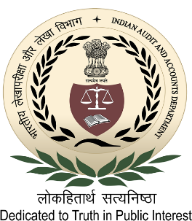 भारतीय लेखापरीक्षा और लेखा विभाग
INDIAN AUDIT AND ACCOUNTS DEPARTMENT
लोकहितार्थ सत्यनिष्ठा
Dedicated to Truth in Public Interest